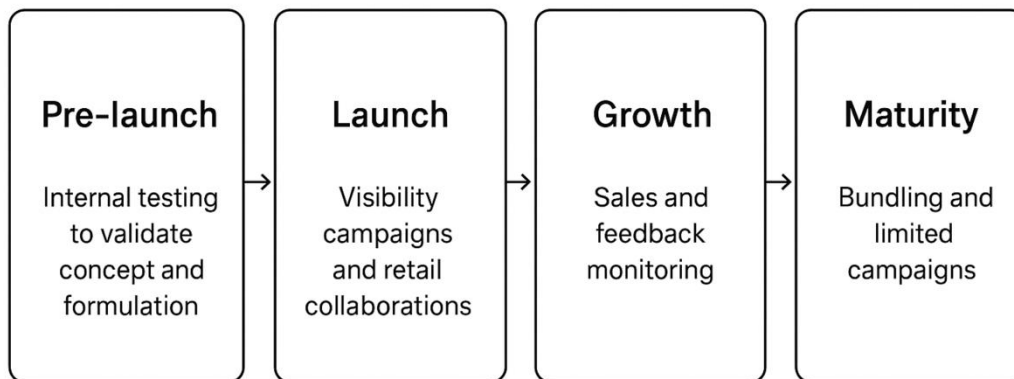 Pre-launch
Internal testing
to validate
concept and
formulation
Launch
Visibility
campaigns
and retail
collaborations
Growth
Sales and
feedback
monitoring
Maturity
Bundling and
limited
campaigns